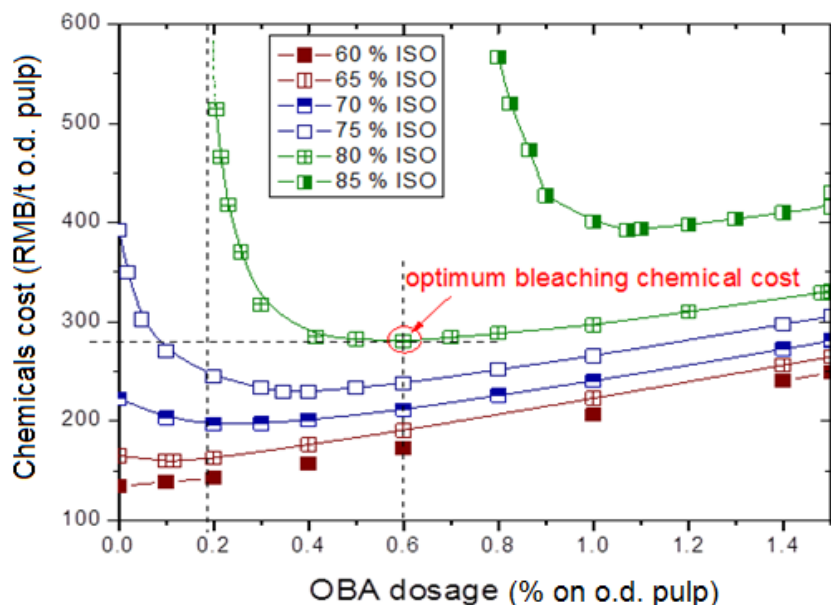 600
500
400
300
200
100
Chemicals cost (RMB/t o.d. pulp)
60 % ISO
65 % ISO
70 % ISO
75 % ISO
80 % ISO
85 % ISO
optimum bleaching chemical cost
0.0 0.2 0.4 0.6 0.8 1.0 1.2 1.4
OBA dosage (% on o.d. pulp)